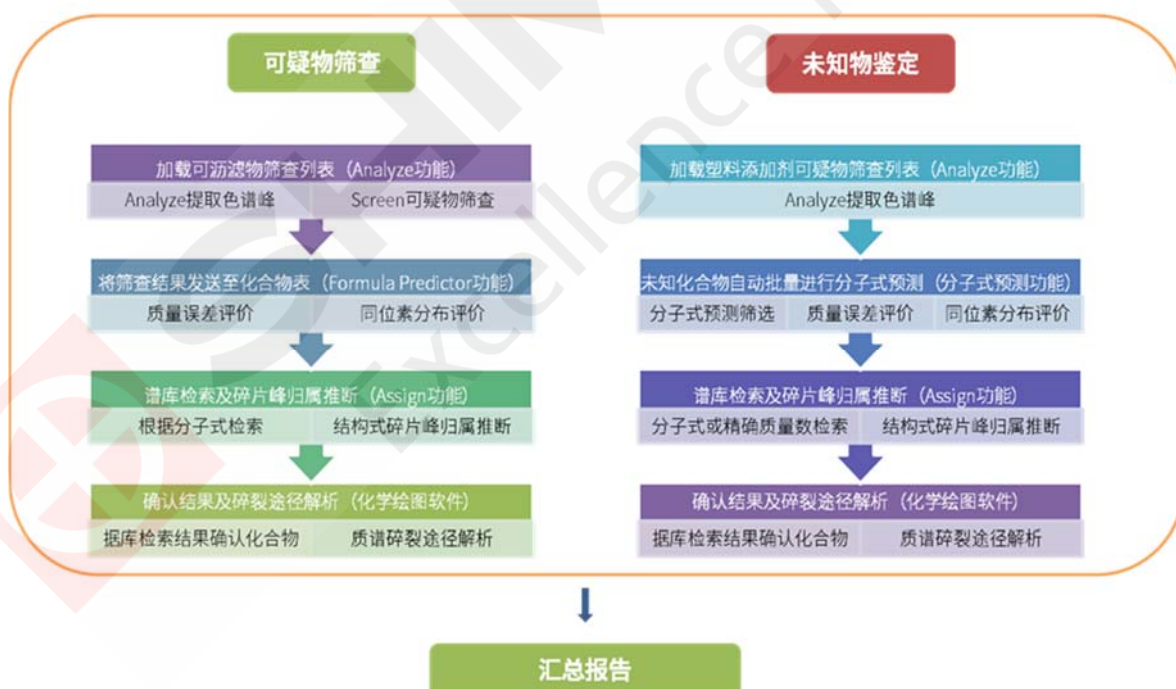 可疑物筛查
加载可沥滤物筛查列表（Analyze功能）
Analyze提取色谱峰
Screen可疑物筛查
将筛查结果发送至化合物表（Formula Predictor功能）
质量误差评价
同位素分布评价
谱库检索及碎片峰归属推断（Assign功能）
根据分子式检索
结构式碎片峰归属推断
确认结果及碎裂途径解析（化学绘图软件）
据库检索结果确认化合物
质谱碎裂途径解析
未知物鉴定
加载塑料添加剂可疑物筛查列表（Analyze功能）
Analyze提取色谱峰
未知化合物自动批量进行分子式预测（分子式预测功能）
分子式预测筛选
质量误差评价
同位素分布评价
谱库检索及碎片峰归属推断（Assign功能）
分子式或精确质量数检索
结构式碎片峰归属推断
确认结果及碎裂途径解析（化学绘图软件）
据库检索结果确认化合物
质谱碎裂途径解析
汇总报告
Excellence